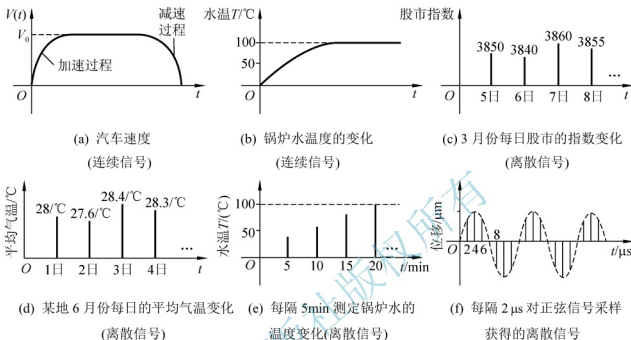 V(t)
V₀
加速过程
减速
过程
O
t
(a) 汽车速度
(连续信号)
水温T/℃
100
50
O
t
(b) 锅炉水温度的变化
(连续信号)
股市指数
3850 3840 3860 3855
...
O
5日 6日 7日 8日
t
(c) 3月份每日股市的指数变化
(离散信号)
平均气温/℃
28/℃ 27.6/℃ 28.4/℃ 28.3/℃
...
O
1日 2日 3日 4日
t
(d) 某地6月份每日的平均气温变化
(离散信号)
水温T/(℃)
100
50
...
O
5 10 15 20 t/min
(e) 每隔5min测定锅炉水的
温度变化(离散信号)
位移/μm
O 2 4 6 8
t/μs
(f) 每隔2μs对正弦信号采样
获得的离散信号
社版权所有